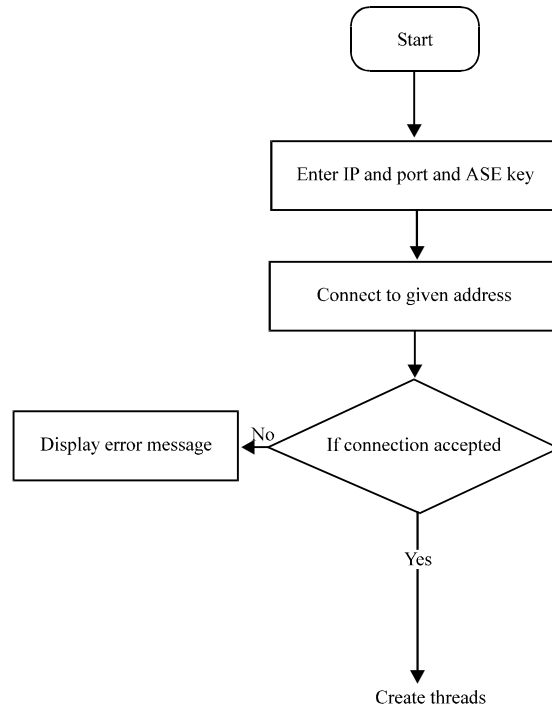 Start
Enter IP and port and ASE key
Connect to given address
If connection accepted
No
Display error message
Yes
Create threads